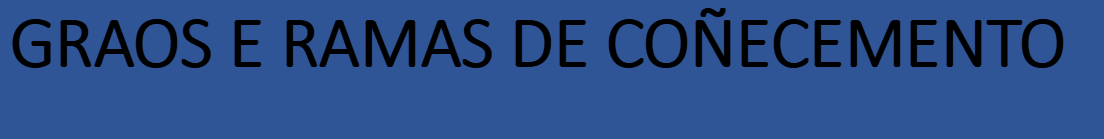 GRAOS E RAMAS DE COÑECEMENTO